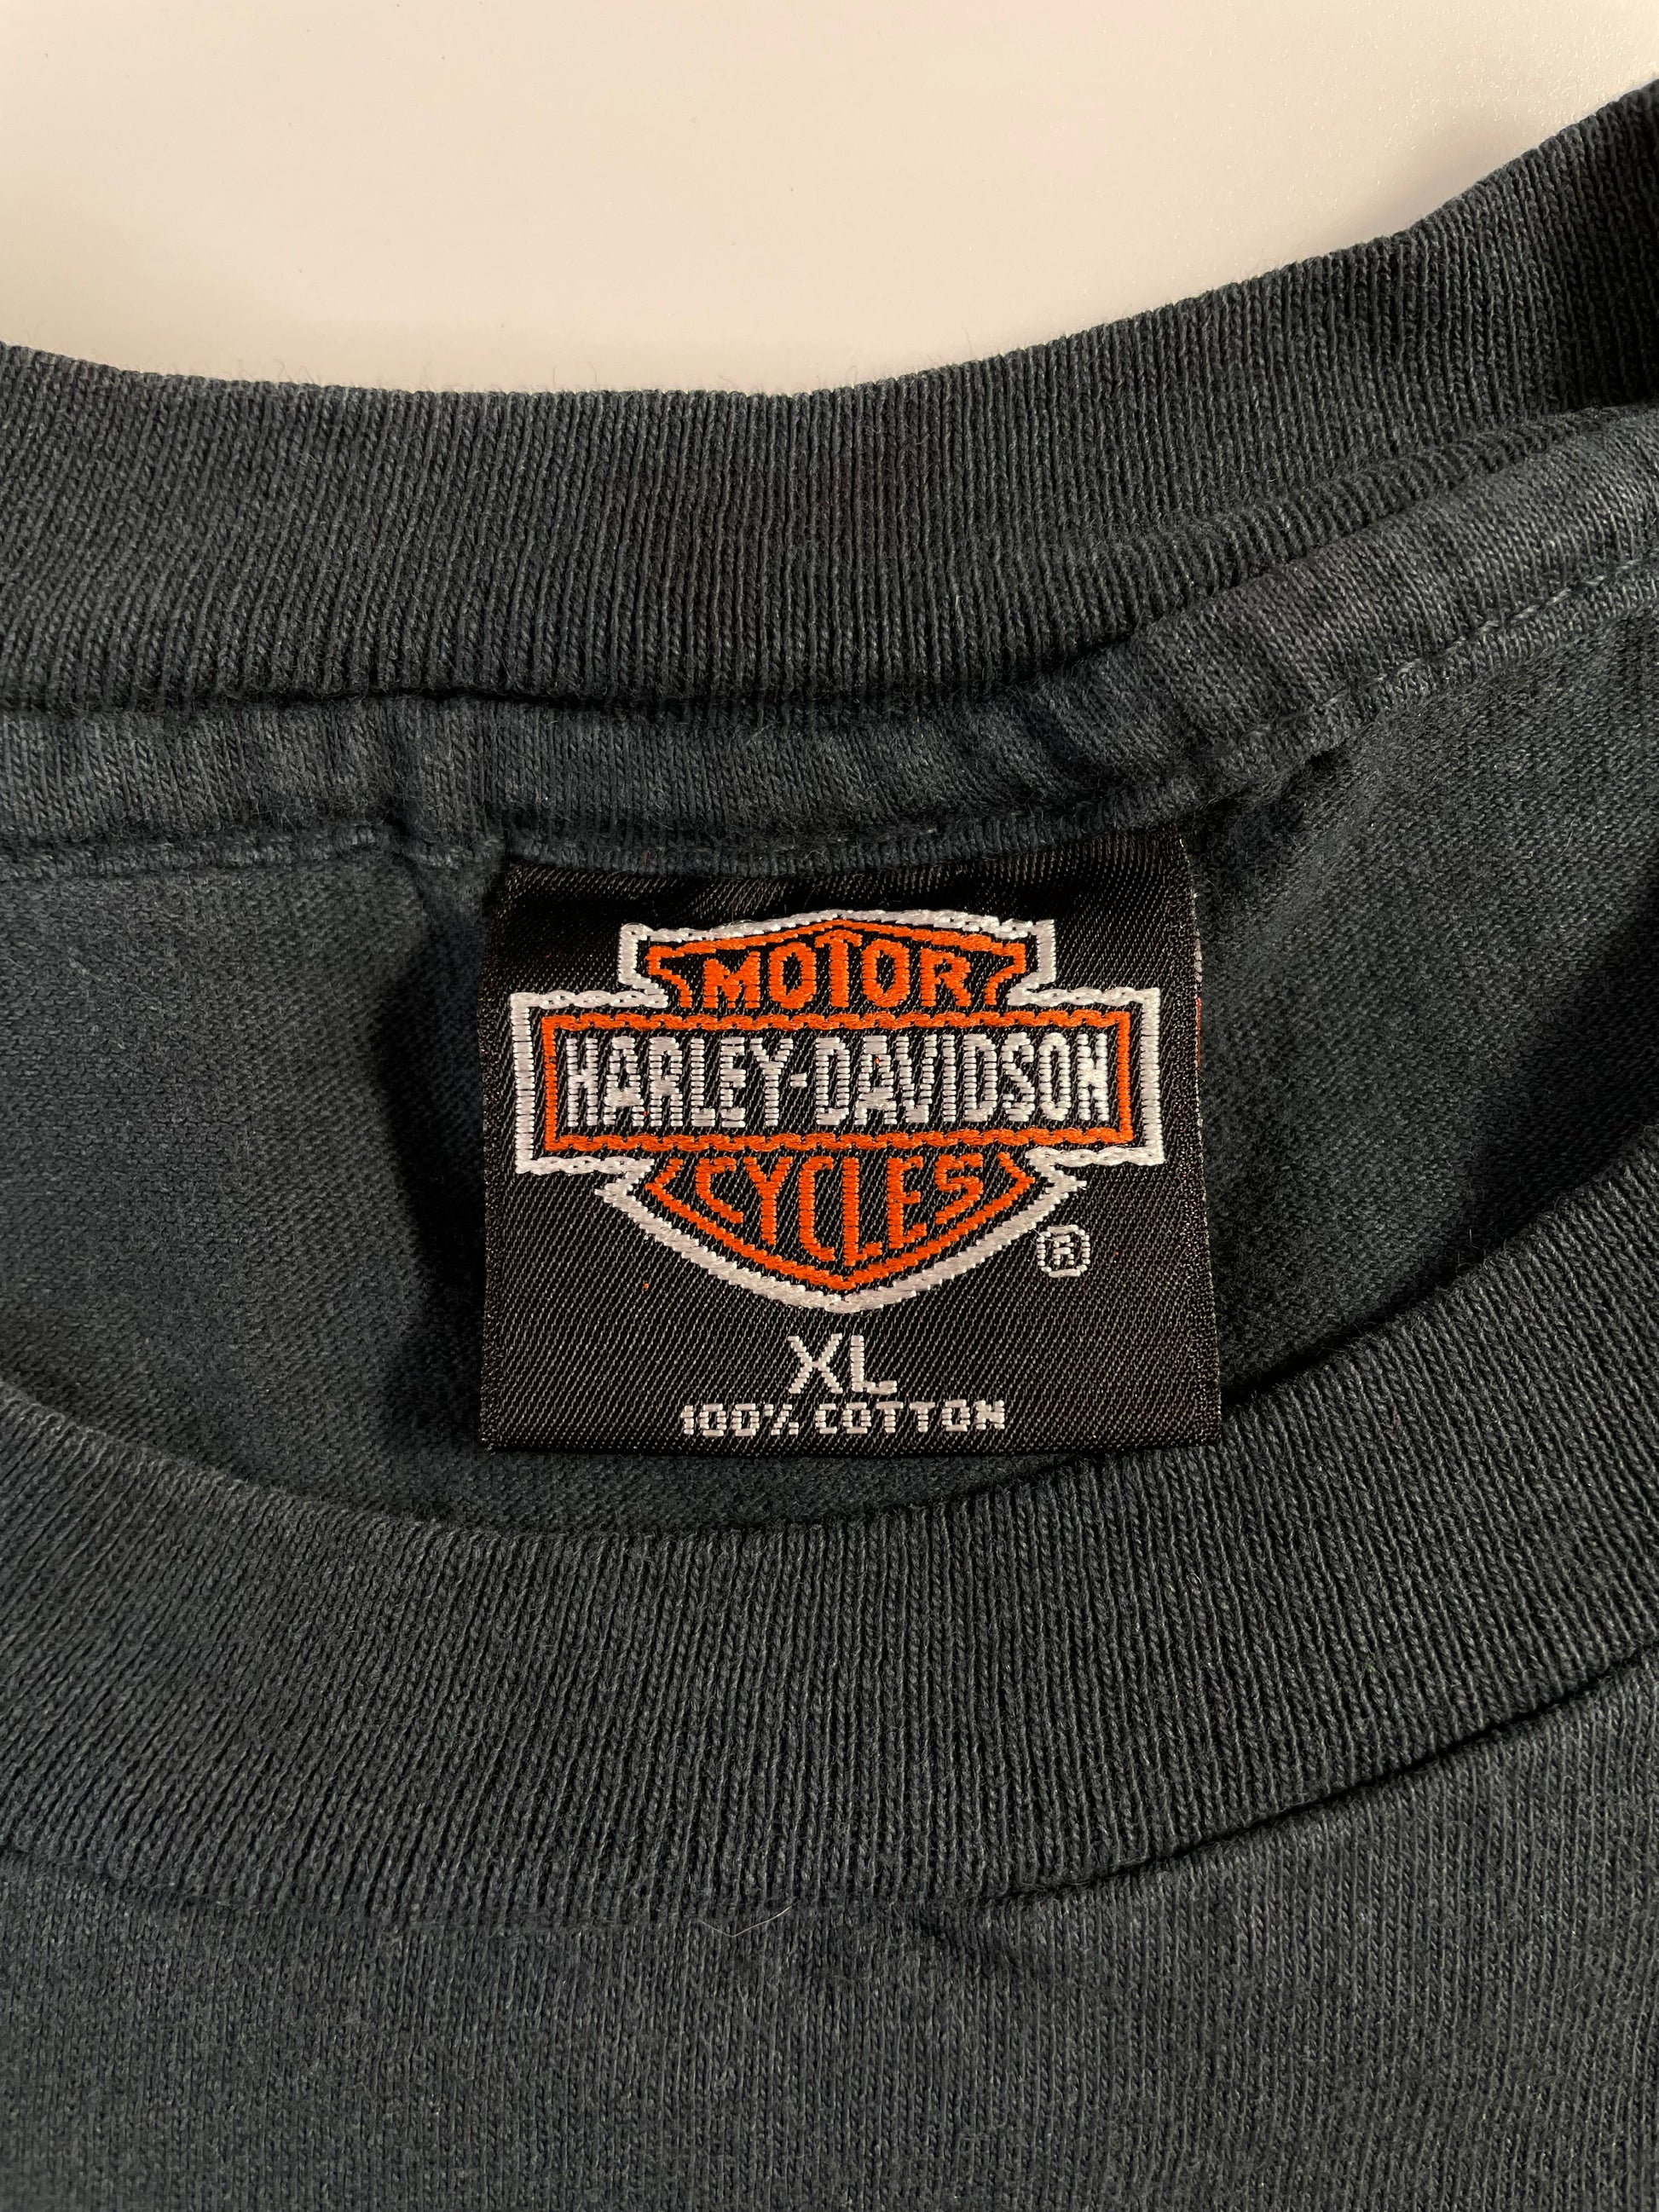 MOTOR
HARLEY-DAVIDSON
CYCLES
®
XL
100% COTTON